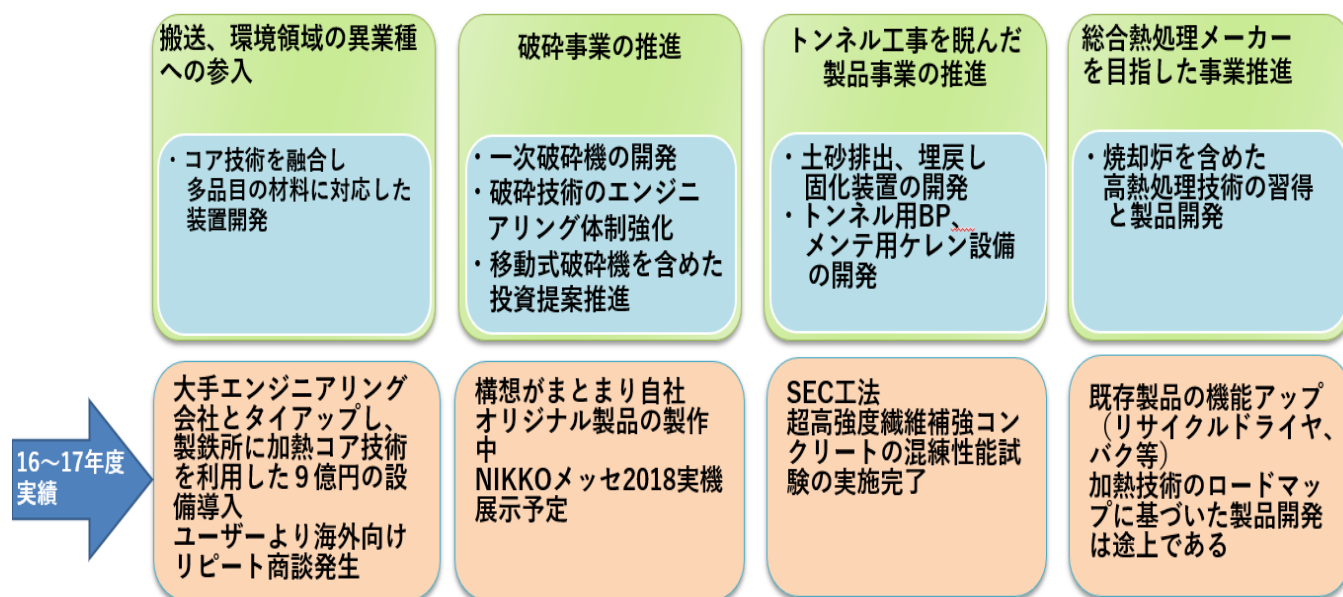 搬送、環境領域の異業種
への参入
・コア技術を融合し
多品目の材料に対応した
装置開発
破砕事業の推進
・一次破砕機の開発
・破砕技術のエンジニ
アリング体制強化
・移動式破砕機を含めた
投資提案推進
トンネル工事を睨んだ
製品事業の推進
・土砂排出、埋戻し
固化装置の開発
・トンネル用BP、
メンテ用ケレン設備
の開発
総合熱処理メーカー
を目指した事業推進
・焼却炉を含めた
高熱処理技術の習得
と製品開発
16～17年度
実績
大手エンジニアリング
会社とタイアップし、
製鉄所に加熱コア技術
を利用した９億円の設
備導入
ユーザーより海外向け
リピート商談発生
構想がまとまり自社
オリジナル製品の製作
中
NIKKOメッセ2018実機
展示予定
SEC工法
超高強度繊維補強コン
クリートの混練性能試
験の実施完了
既存製品の機能アップ
（リサイクルドライヤ、
バク等）
加熱技術のロードマッ
プに基づいた製品開発
は途上である